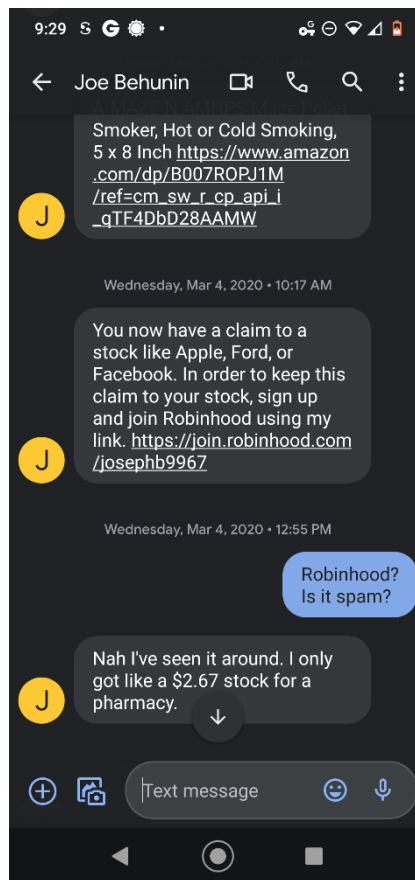 9:29 S G
Joe Behunin
Smoker, Hot or Cold Smoking,
5 x 8 Inch https://www.amazon
.com/dp/B007ROPJ1M
/ref=cm_sw_r_cp_api_i
_qTF4DbD28AAMW
J
Wednesday, Mar 4, 2020 • 10:17 AM
You now have a claim to a
stock like Apple, Ford, or
Facebook. In order to keep this
claim to your stock, sign up
and join Robinhood using my
link. https://join.robinhood.com
/josephb9967
J
Wednesday, Mar 4, 2020 • 12:55 PM
Robinhood?
Is it spam?
Nah I've seen it around. I only
got like a $2.67 stock for a
pharmacy.
J
Text message